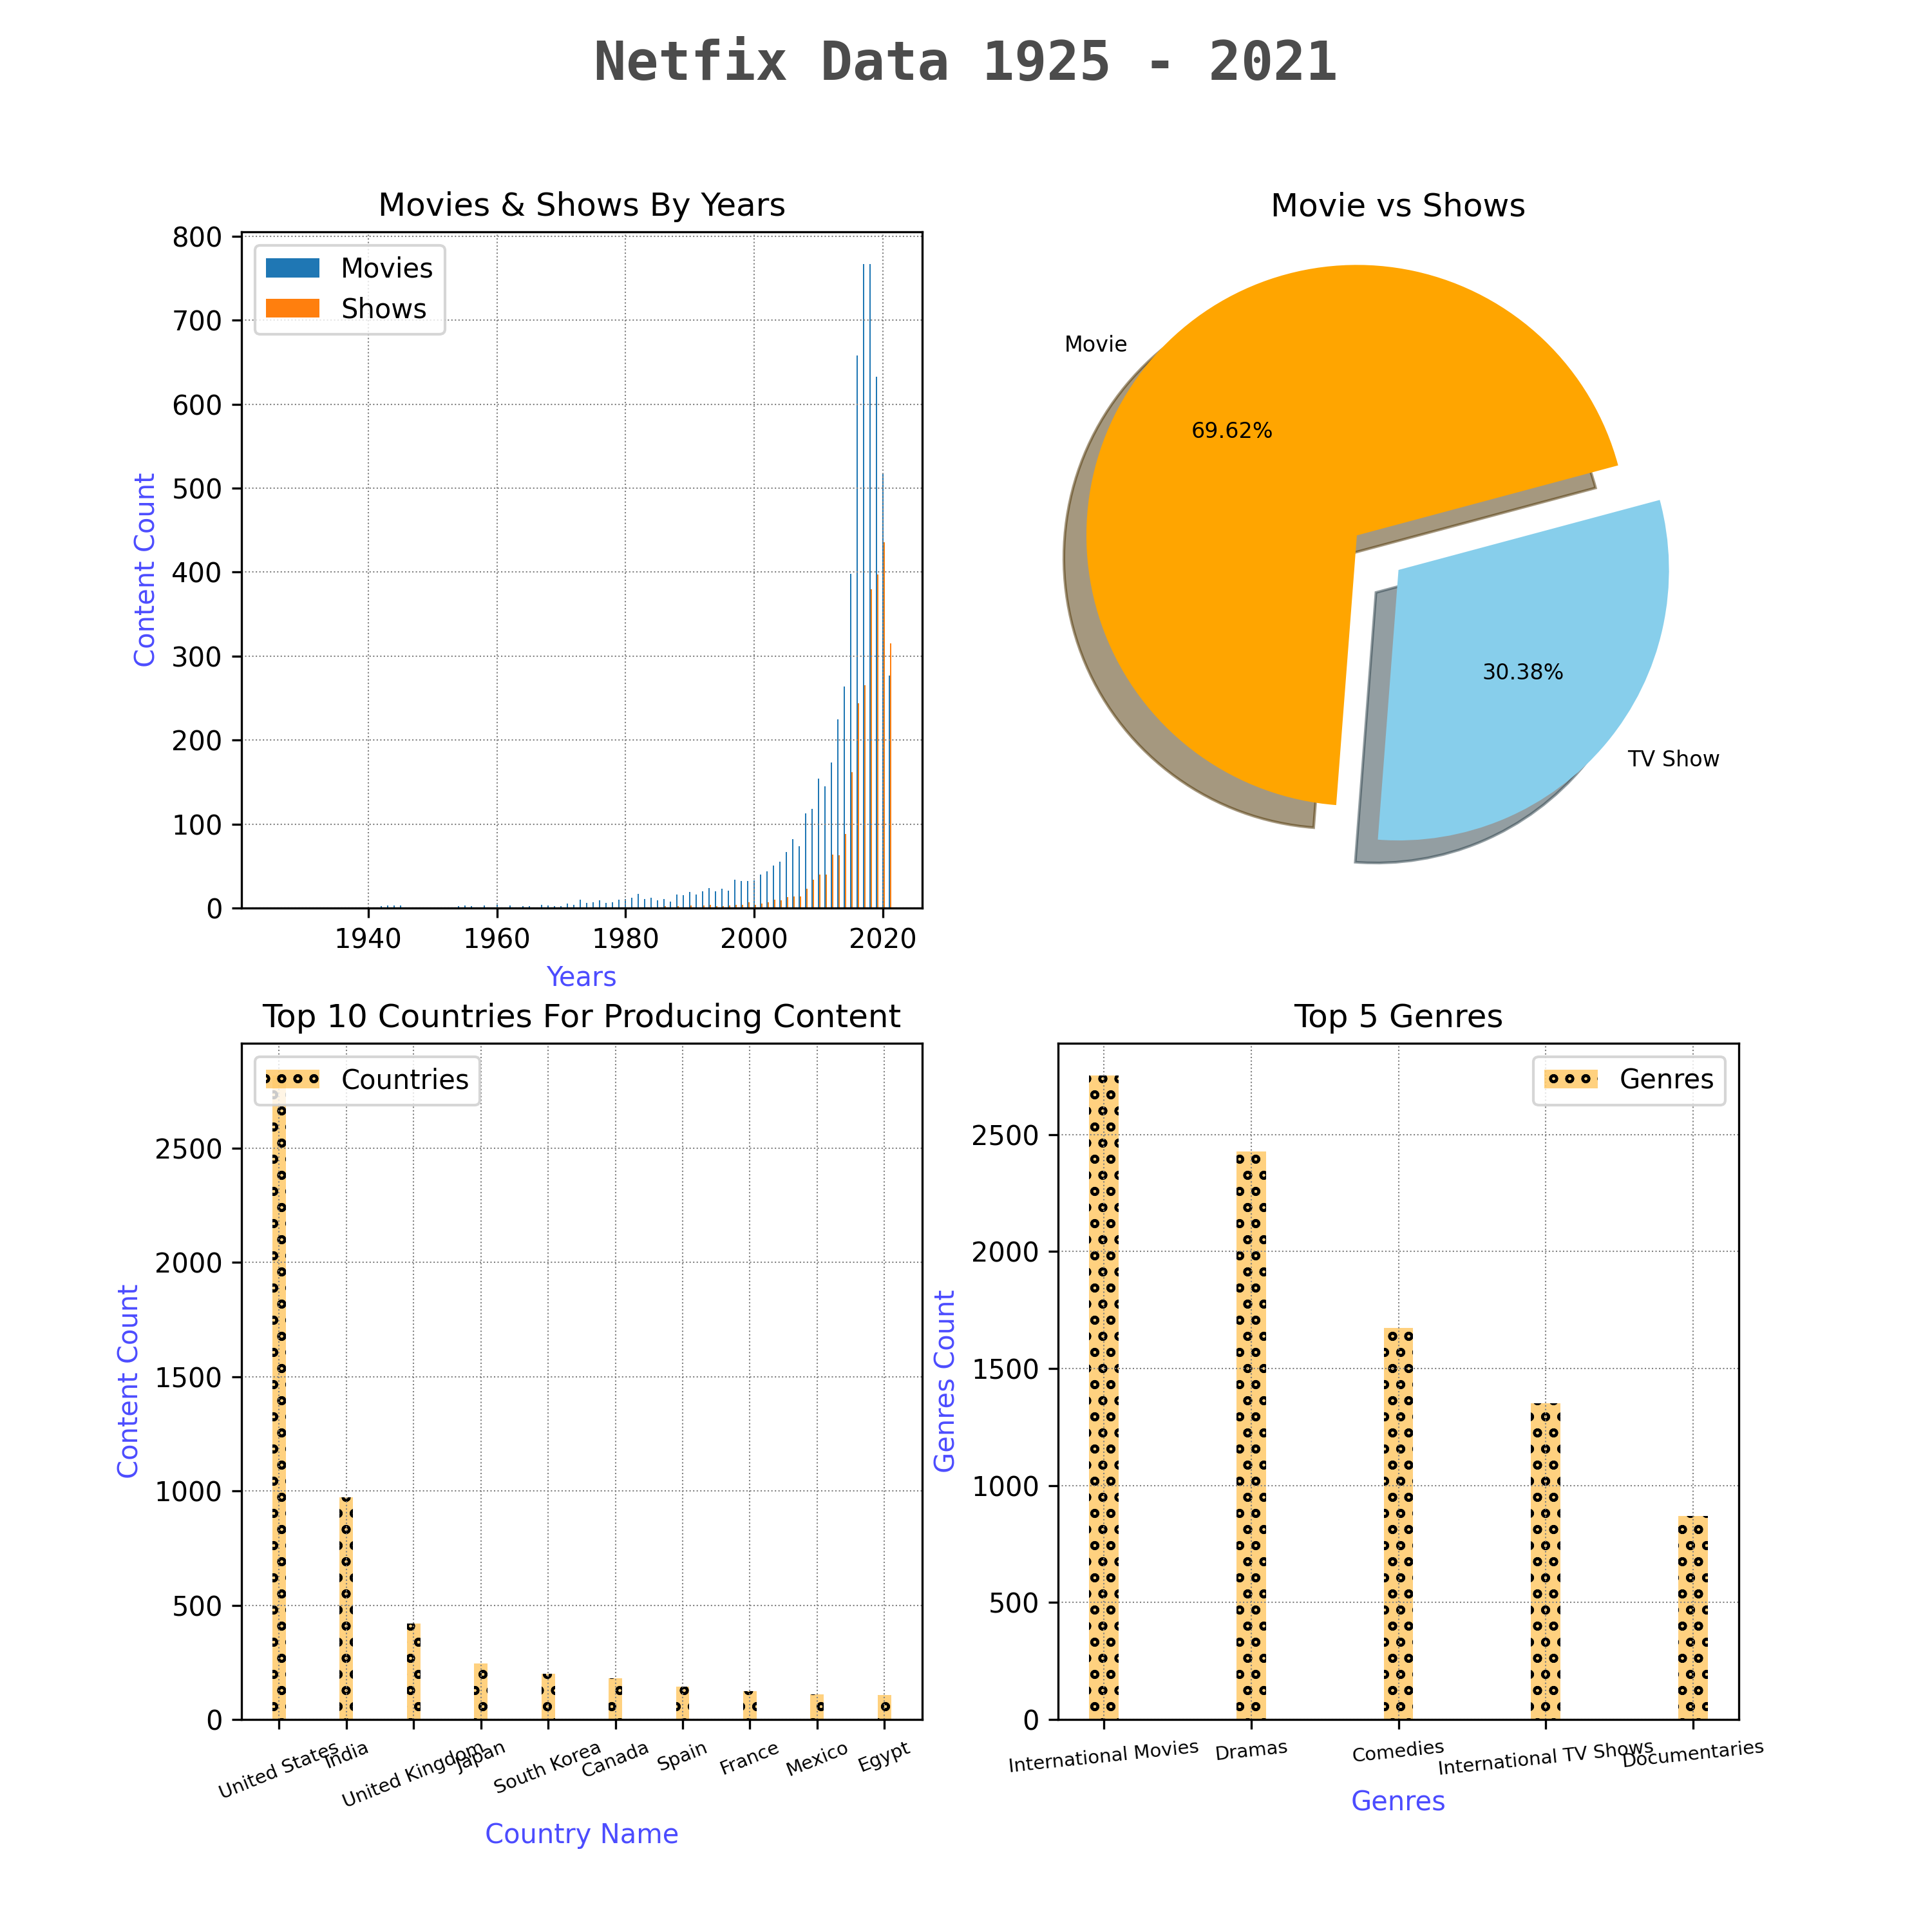 Netfix Data 1925 - 2021
Movies & Shows By Years
Movies
Shows
Content Count
800
700
600
500
400
300
200
100
0
1940 1960 1980 2000 2020
Years
Movie vs Shows
Movie
69.62%
30.38%
TV Show
Top 10 Countries For Producing Content
Countries
Content Count
2500
2000
1500
1000
500
0
United States India United Kingdom Japan South Korea Canada Spain France Mexico Egypt
Country Name
Top 5 Genres
Genres
Genres Count
2500
2000
1500
1000
500
0
International Movies Dramas Comedies International TV Shows Documentaries
Genres